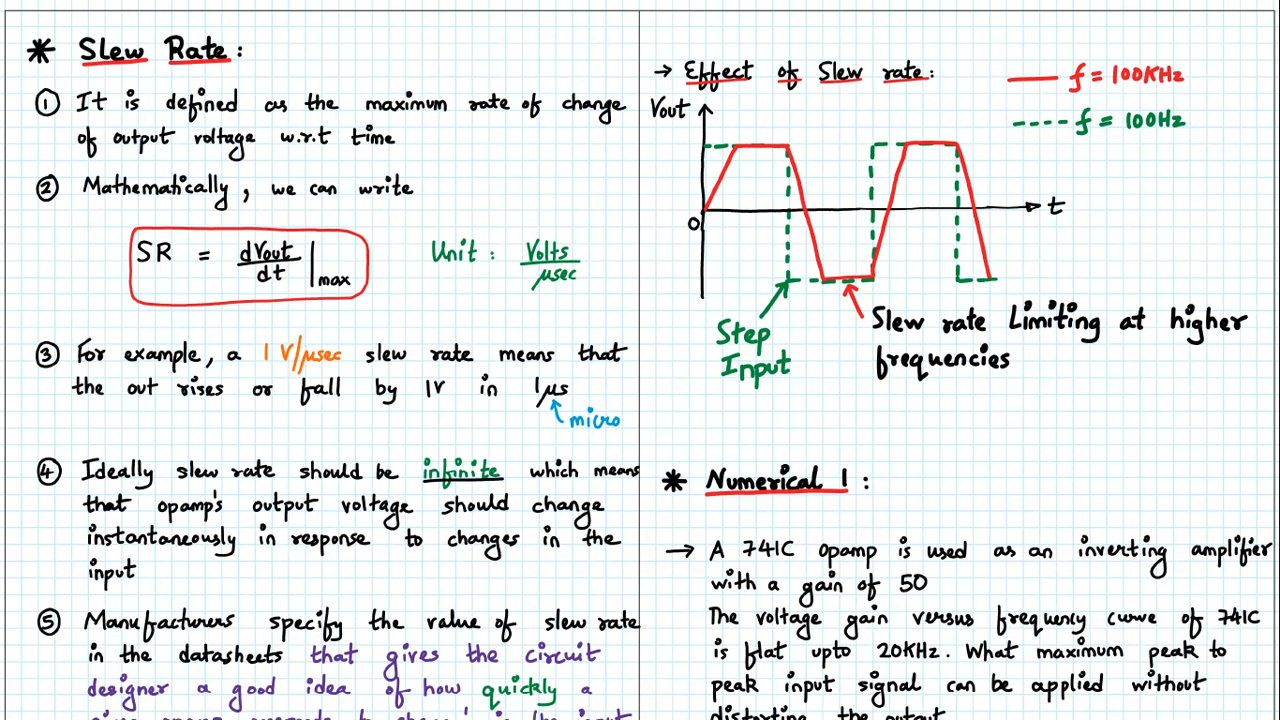 * Slew Rate:
① It is defined as the maximum rate of change
of output voltage w.r.t time
② Mathematically, we can write
SR = dVout/dt |max
Unit: Volts/μsec
③ For example, a 1 V/μsec slew rate means that
the out rises or fall by 1V in 1μs
micro
④ Ideally slew rate should be infinite which means
that opamp's output voltage should change
instantaneously in response to changes in the
input
⑤ Manufacturers specify the value of slew rate
in the datasheets that gives the circuit
designer a good idea of how quickly a
→ Effect of Slew rate:
f = 100KHz
f = 100Hz
Vout
0
t
Step
Input
Slew rate Limiting at higher
frequencies
* Numerical 1:
→ A 741C opamp is used as an inverting amplifier
with a gain of 50
The voltage gain versus frequency curve of 741C
is flat upto 20KHz. What maximum peak to
peak input signal can be applied without
distorting the output